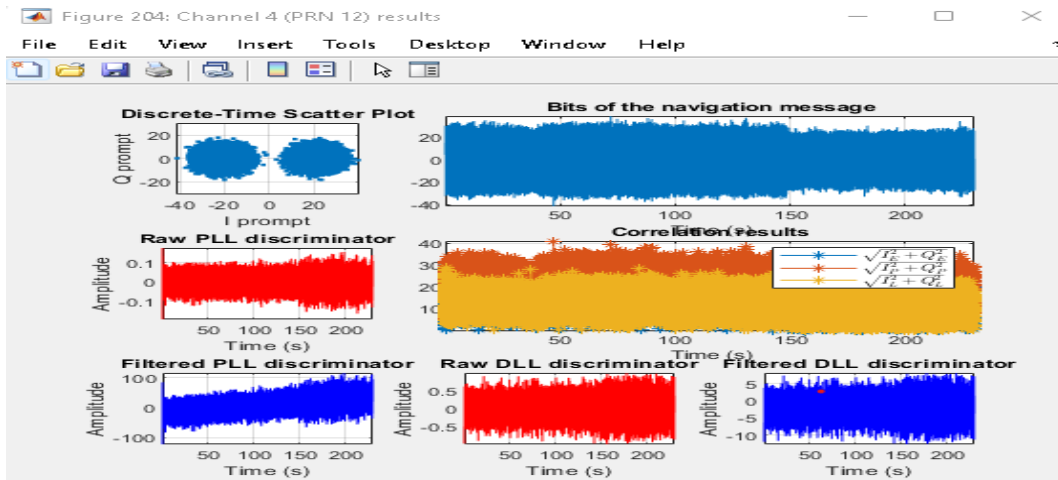 Figure 204: Channel 4 (PRN 12) results
File Edit View Insert Tools Desktop Window Help
Discrete-Time Scatter Plot
Q prompt
20
0
-20
-40 -20 0 20
I prompt
Bits of the navigation message
20
0
-20
-40
50 100 150 200
Time (s)
Raw PLL discriminator
Amplitude
0.1
0
-0.1
50 100 150 200
Time (s)
Correlation results
40
30
20
10
50 100 150 200
Time (s)
Filtered PLL discriminator
Amplitude
100
0
-100
50 100 150 200
Time (s)
Raw DLL discriminator
Amplitude
0.5
0
-0.5
50 100 150 200
Time (s)
Filtered DLL discriminator
Amplitude
5
0
-5
-10
50 100 150 200
Time (s)